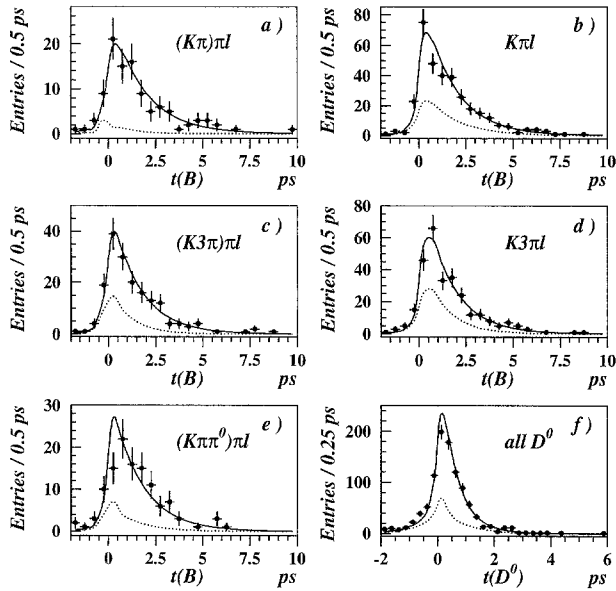 Entries / 0.5 ps
20
10
0
a )
(Kπ)πl
0 2.5 5 7.5 10
t(B) ps
Entries / 0.5 ps
80
60
40
20
0
b )
Kπl
0 2.5 5 7.5 10
t(B) ps
Entries / 0.5 ps
40
20
0
c )
(K3π)πl
0 2.5 5 7.5 10
t(B) ps
Entries / 0.5 ps
80
60
40
20
0
d )
K3πl
0 2.5 5 7.5 10
t(B) ps
Entries / 0.5 ps
30
20
10
0
e )
(Kππ⁰)πl
0 2.5 5 7.5 10
t(B) ps
Entries / 0.25 ps
200
100
0
f )
all D⁰
-2 0 2 4 6
t(D⁰) ps